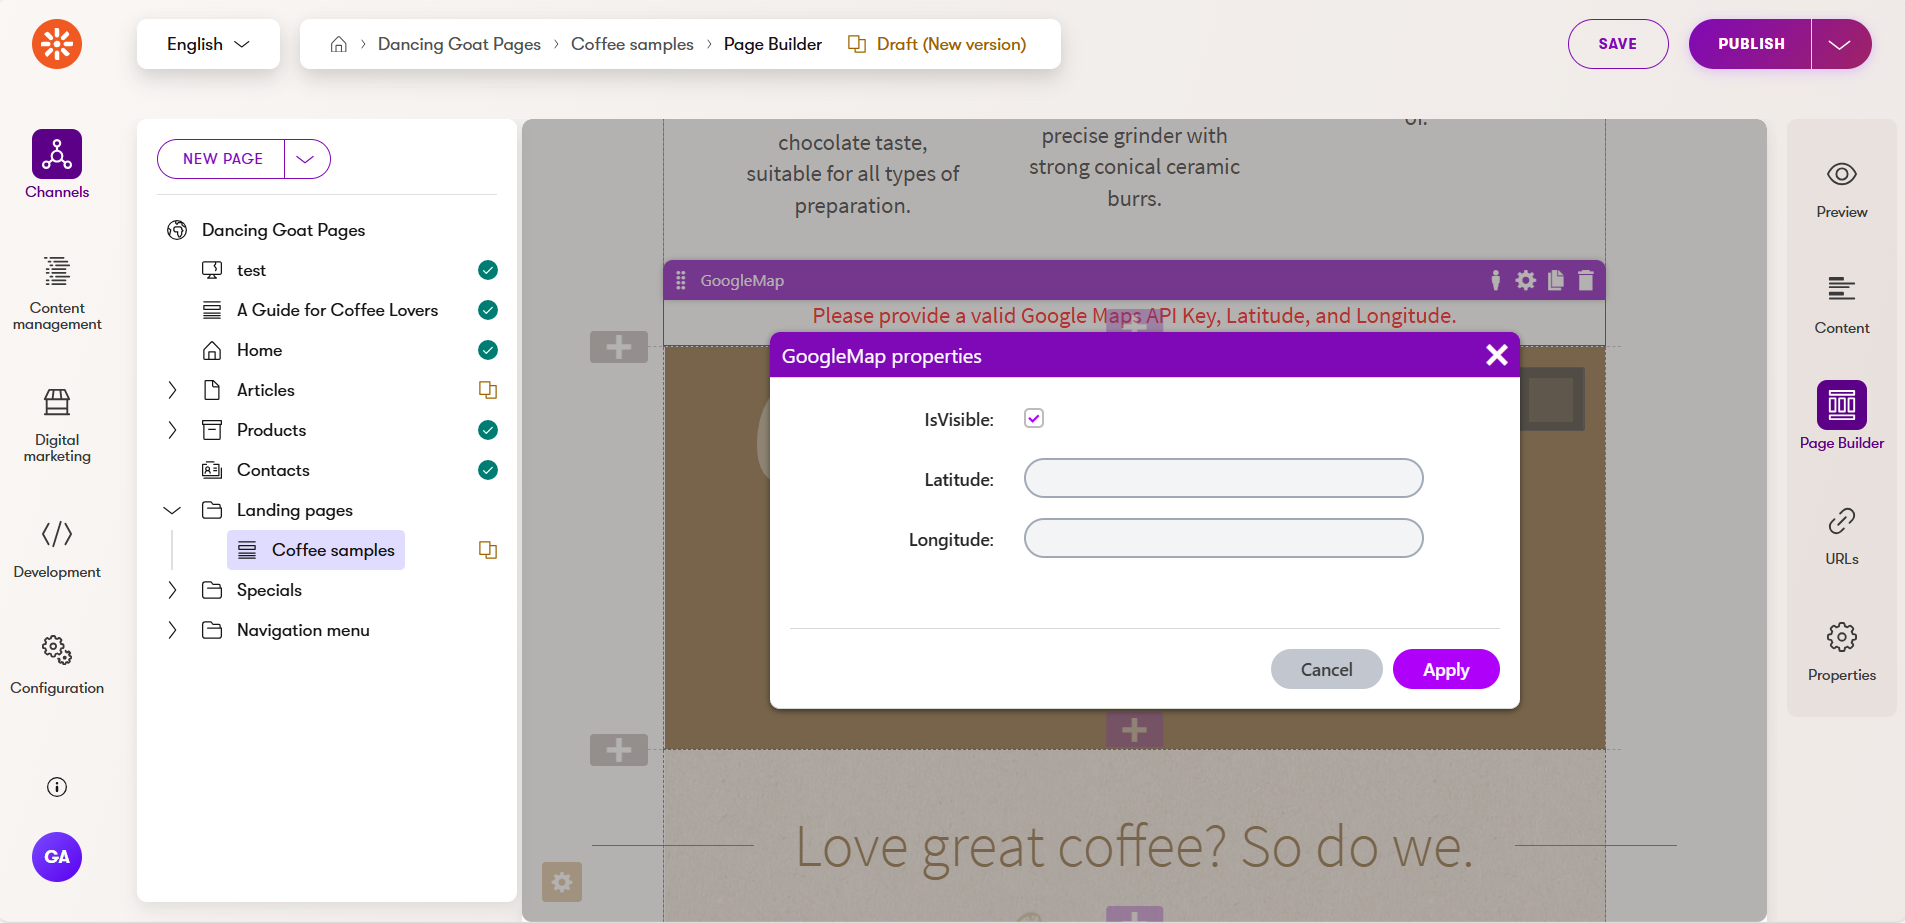 English
Dancing Goat Pages
Coffee samples
Page Builder
Draft (New version)
SAVE
PUBLISH
Channels
Content
management
Digital
marketing
Development
Configuration
GA
NEW PAGE
Dancing Goat Pages
test
A Guide for Coffee Lovers
Home
Articles
Products
Contacts
Landing pages
Coffee samples
Specials
Navigation menu
chocolate taste,
suitable for all types of
preparation.
precise grinder with
strong conical ceramic
burrs.
GoogleMap
Please provide a valid Google Maps API Key, Latitude, and Longitude.
GoogleMap properties
IsVisible:
Latitude:
Longitude:
Cancel
Apply
Love great coffee? So do we.
Preview
Content
Page Builder
URLs
Properties